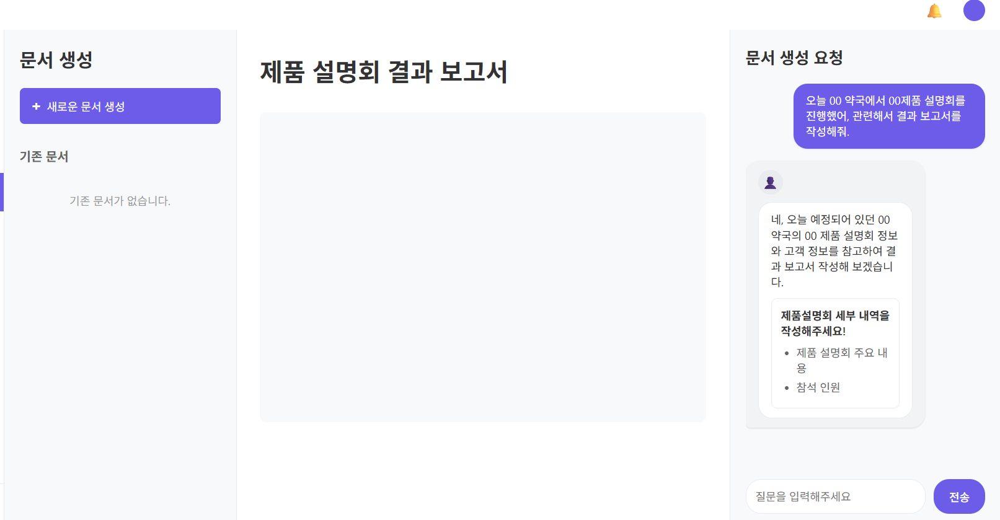 문서 생성
+ 새로운 문서 생성
기존 문서
기존 문서가 없습니다.
제품 설명회 결과 보고서
문서 생성 요청
오늘 00 약국에서 00제품 설명회를
진행했어, 관련해서 결과 보고서를
작성해줘.
네, 오늘 예정되어 있던 00
약국의 00 제품 설명회 정보
와 고객 정보를 참고하여 결
과 보고서 작성해 보겠습니
다.
제품설명회 세부 내역을
작성해주세요!
• 제품 설명회 주요 내
용
• 참석 인원
질문을 입력해주세요
전송